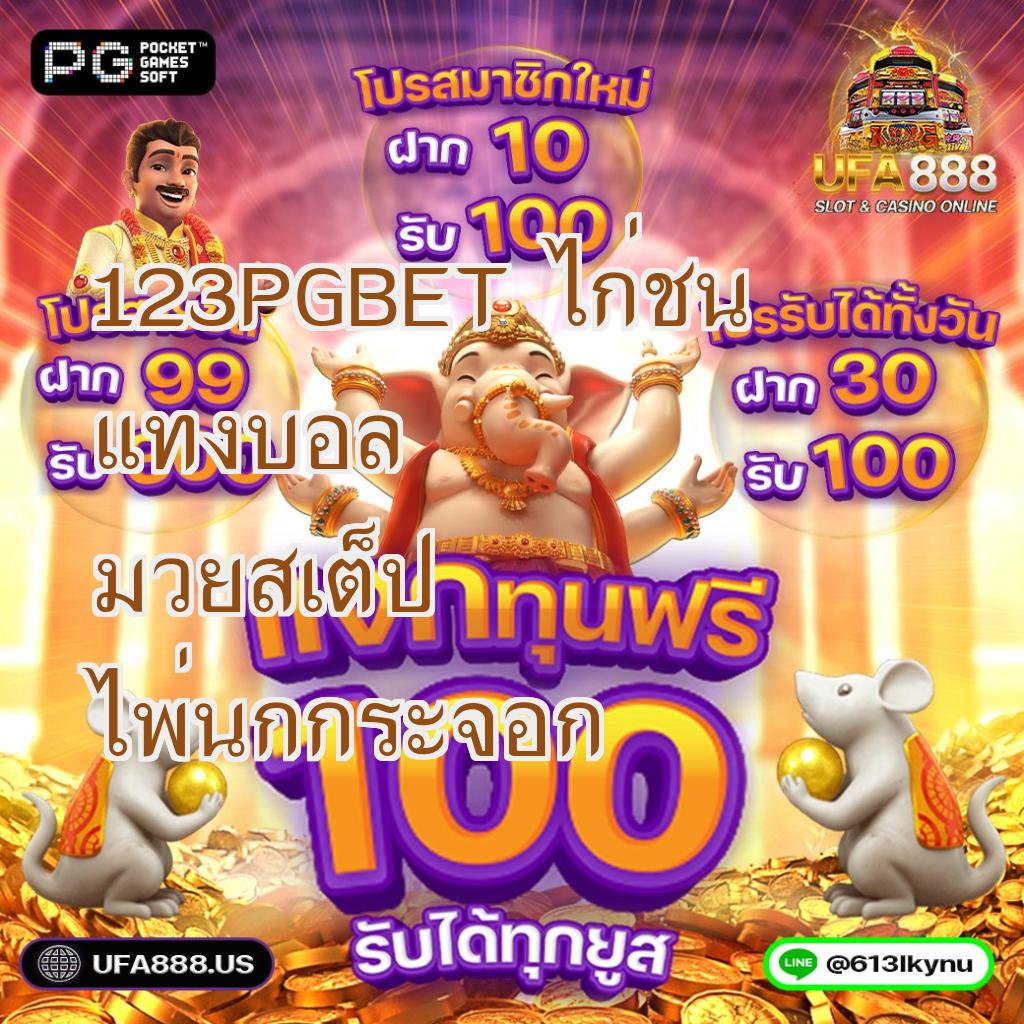 PG POCKET GAMES SOFT™
โปรสมาชิกใหม่
ฝาก 10
รับ 100
UFA888
SLOT & CASINO ONLINE
123PGBET ไก่ชน
แทงบอล
มวยสเต็ป
ไพ่นกกระจอก
ฝาก 99
รับ
รับได้ทั้งวัน
ฝาก 30
รับ 100
ทุนฟรี
100
รับได้ทุกยูส
UFA888.US
LINE @613lkynu